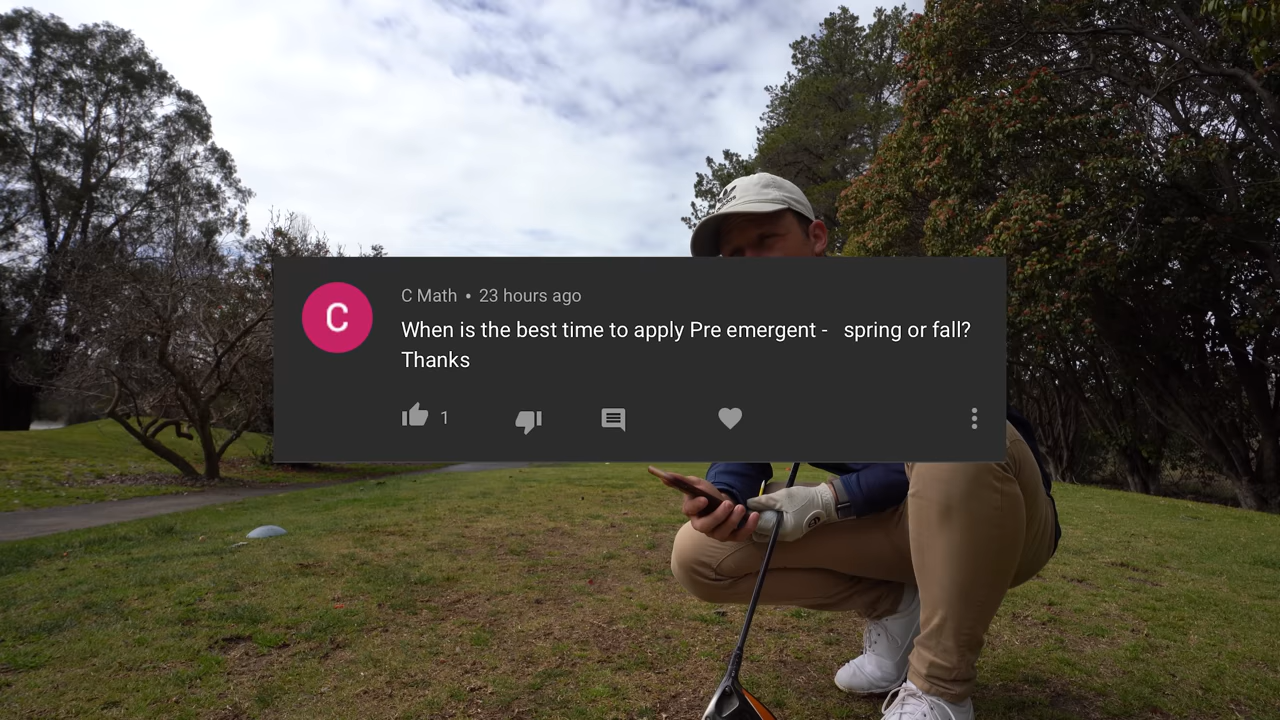 C
C Math • 23 hours ago
When is the best time to apply Pre emergent -   spring or fall?
Thanks
1